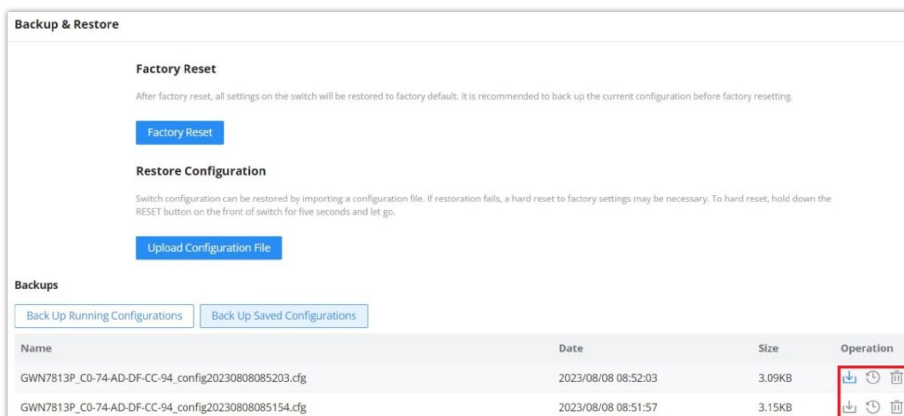 Backup & Restore
Factory Reset
After factory reset, all settings on the switch will be restored to factory default. It is recommended to back up the current configuration before factory resetting.
Factory Reset
Restore Configuration
Switch configuration can be restored by importing a configuration file. If restoration fails, a hard reset to factory settings may be necessary. To hard reset, hold down the
RESET button on the front of switch for five seconds and let go.
Upload Configuration File
Backups
Back Up Running Configurations Back Up Saved Configurations
Name Date Size Operation
GWN7813P_C0-74-AD-DF-CC-94_config20230808085203.cfg 2023/08/08 08:52:03 3.09KB
GWN7813P_C0-74-AD-DF-CC-94_config20230808085154.cfg 2023/08/08 08:51:57 3.15KB